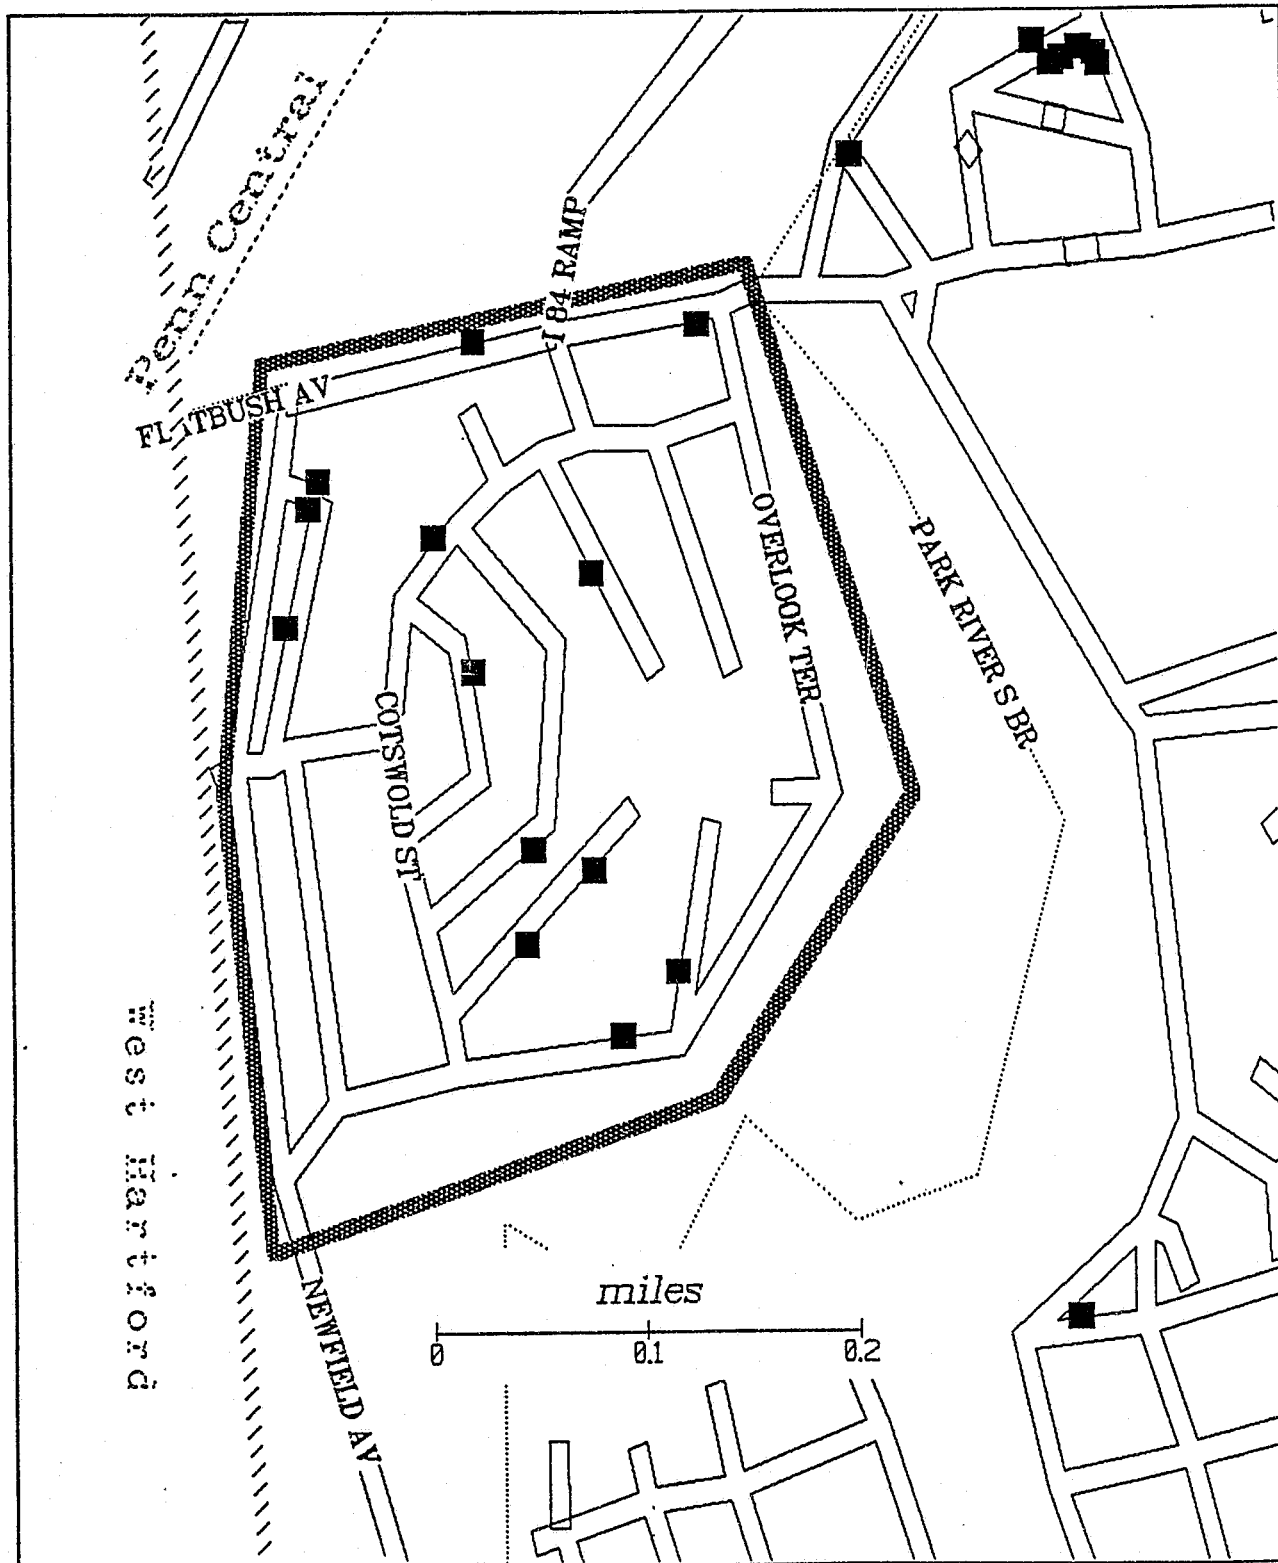 Penn Central
I 84 RAMP
FLATBUSH AV
OVERLOOK TER
PARK RIVER S BR
COTSWOLD ST
West Hartford
NEWFIELD AV
miles
0 0.1 0.2